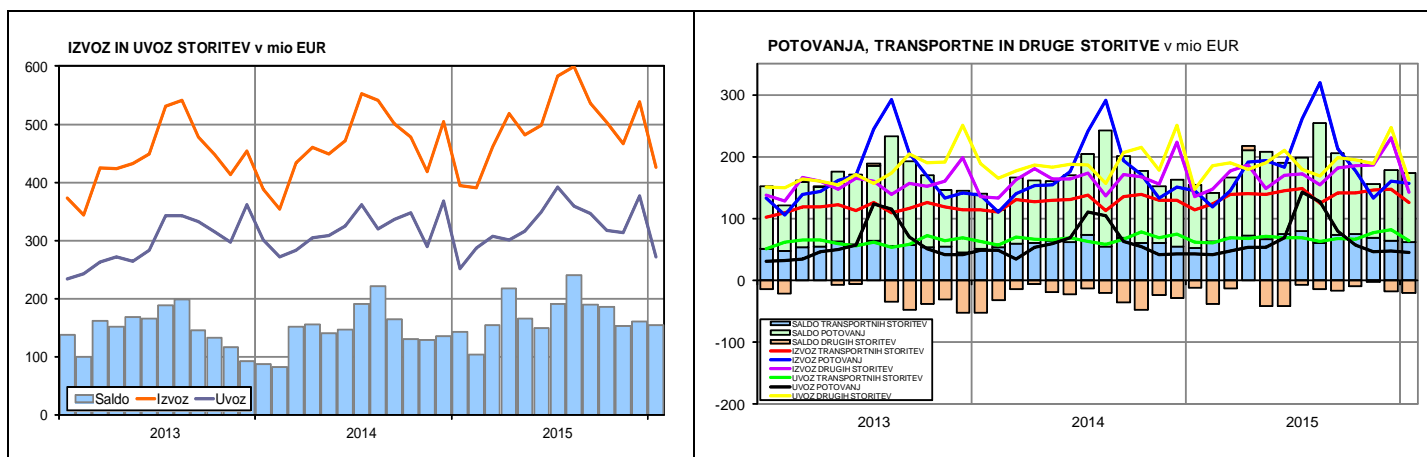 IZVOZ IN UVOZ STORITEV v mio EUR
600
500
400
300
200
100
0
Saldo
Izvoz
Uvoz
2013
2014
2015
POTOVANJA, TRANSPORTNE IN DRUGE STORITVE v mio EUR
300
200
100
0
-100
-200
SALDO TRANSPORTNIH STORITEV
SALDO POTOVANJ
SALDO DRUGIH STORITEV
IZVOZ TRANSPORTNIH STORITEV
IZVOZ POTOVANJ
IZVOZ DRUGIH STORITEV
UVOZ TRANSPORTNIH STORITEV
UVOZ POTOVANJ
UVOZ DRUGIH STORITEV
2013
2014
2015